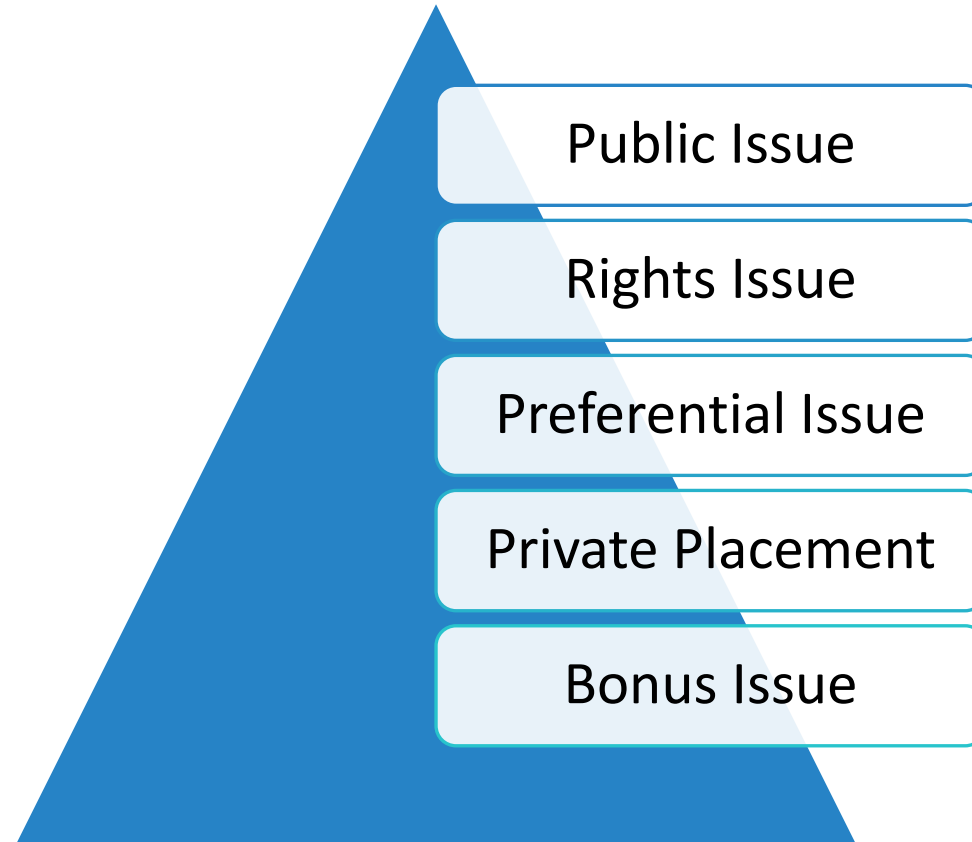 Public Issue
Rights Issue
Preferential Issue
Private Placement
Bonus Issue